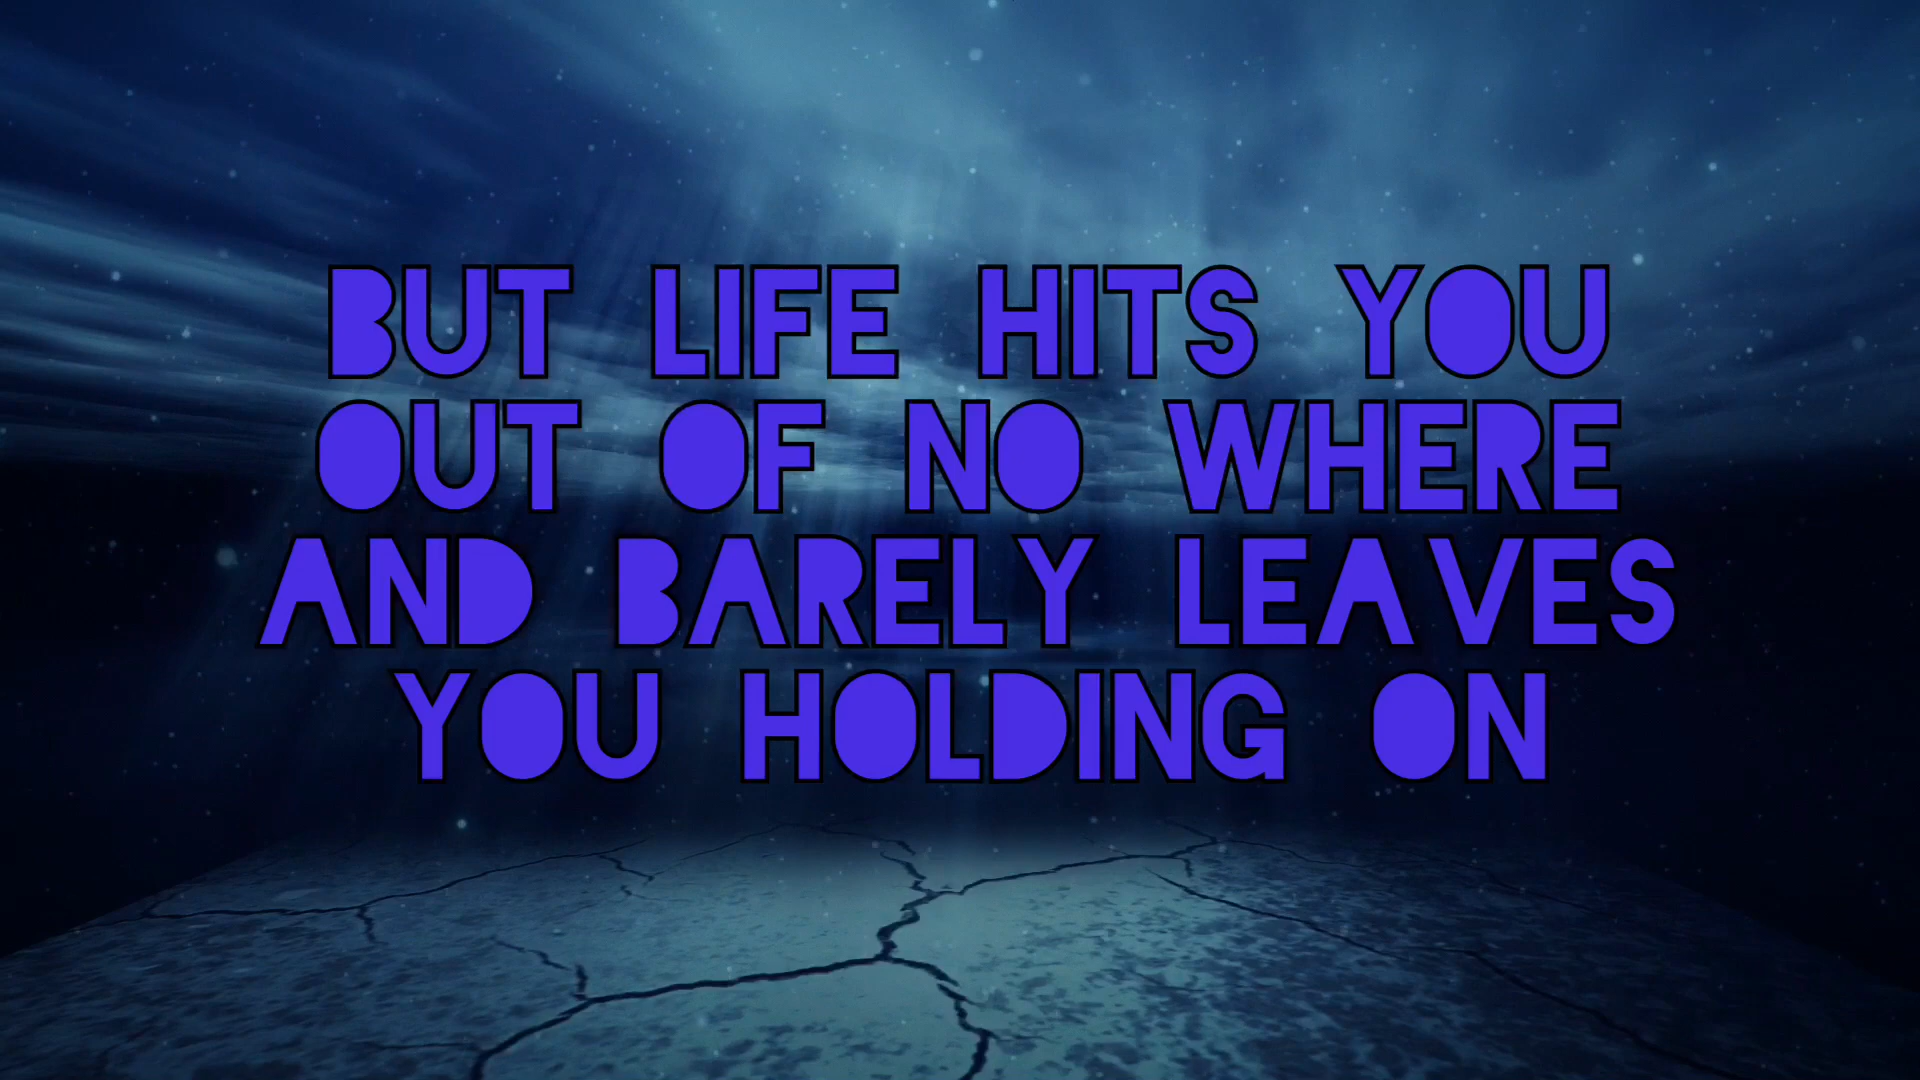 BUT LIFE HITS YOU
OUT OF NO WHERE
AND BARELY LEAVES
YOU HOLDING ON